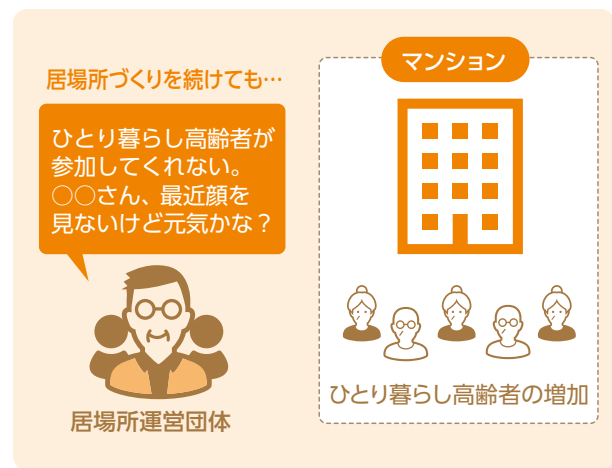 居場所づくりを続けても…
ひとり暮らし高齢者が
参加してくれない。
○○さん、最近顔を
見ないけど元気かな？
居場所運営団体
マンション
ひとり暮らし高齢者の増加